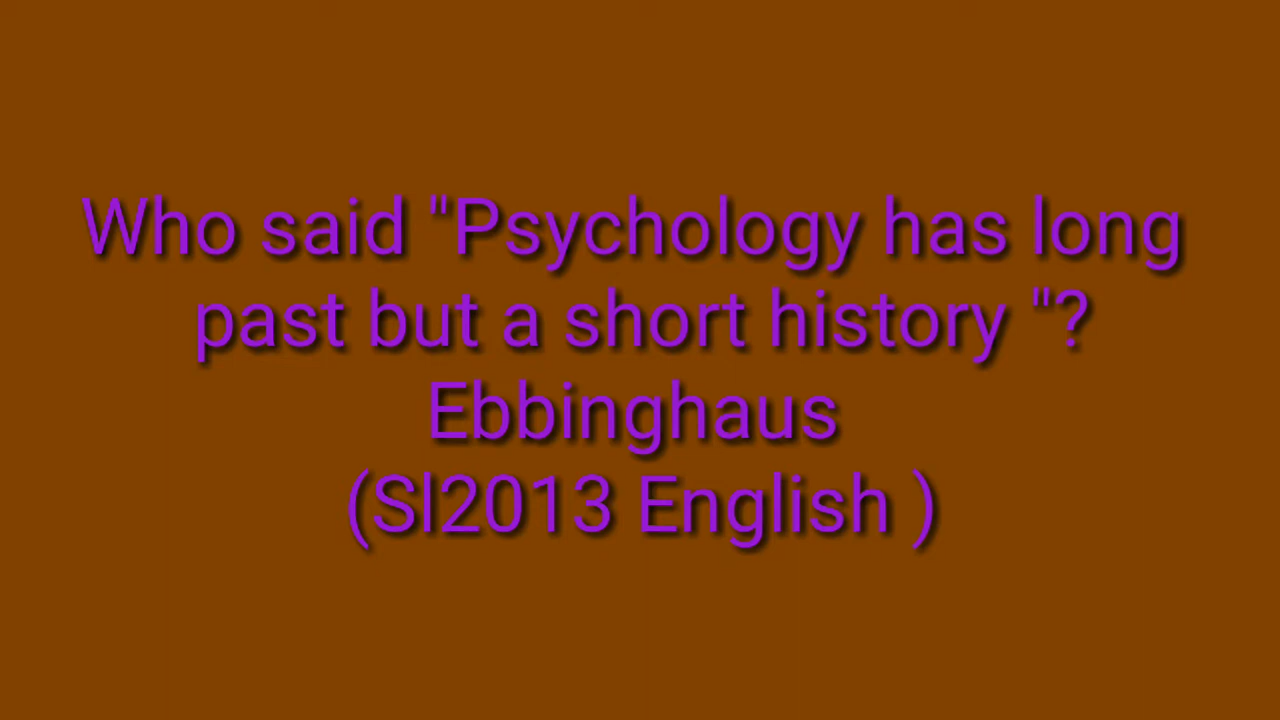 Who said "Psychology has long
past but a short history "?
Ebbinghaus
(Sl2013 English )